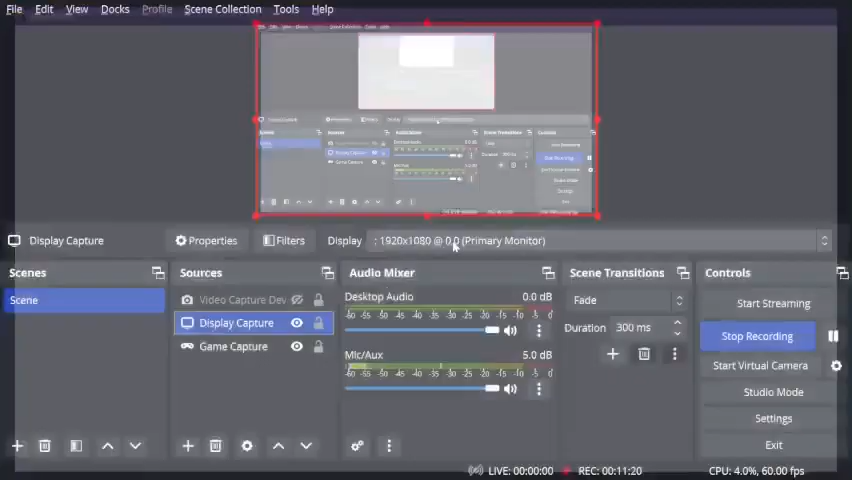 File Edit View Docks Profile Scene Collection Tools Help
Display Capture Properties Filters Display : 1920x1080 @ 0,0 (Primary Monitor)
Scenes Sources Audio Mixer Scene Transitions Controls
Scene
Video Capture Dev
Display Capture
Game Capture
Desktop Audio 0.0 dB
-60 -55 -50 -45 -40 -35 -30 -25 -20 -15 -10 -5 0
Mic/Aux 5.0 dB
-60 -55 -50 -45 -40 -35 -30 -25 -20 -15 -10 -5 0
Fade
Duration 300 ms
Start Streaming
Stop Recording
Start Virtual Camera
Studio Mode
Settings
Exit
LIVE: 00:00:00 REC: 00:11:20 CPU: 4.0%, 60.00 fps